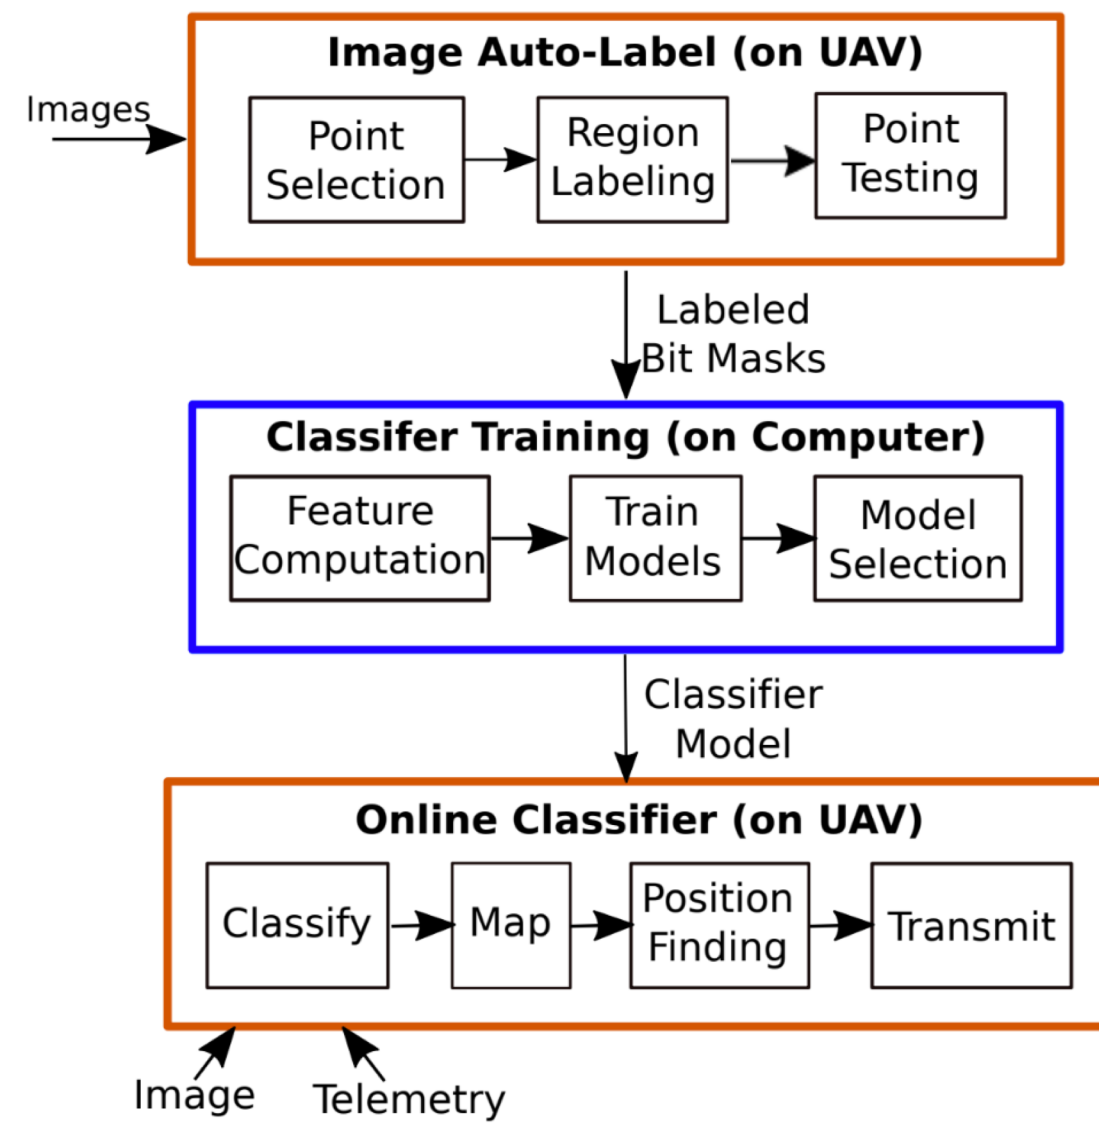 Image Auto-Label (on UAV)
Images
Point
Selection
Region
Labeling
Point
Testing
Labeled
Bit Masks
Classifer Training (on Computer)
Feature
Computation
Train
Models
Model
Selection
Classifier
Model
Online Classifier (on UAV)
Classify
Map
Position
Finding
Transmit
Image
Telemetry